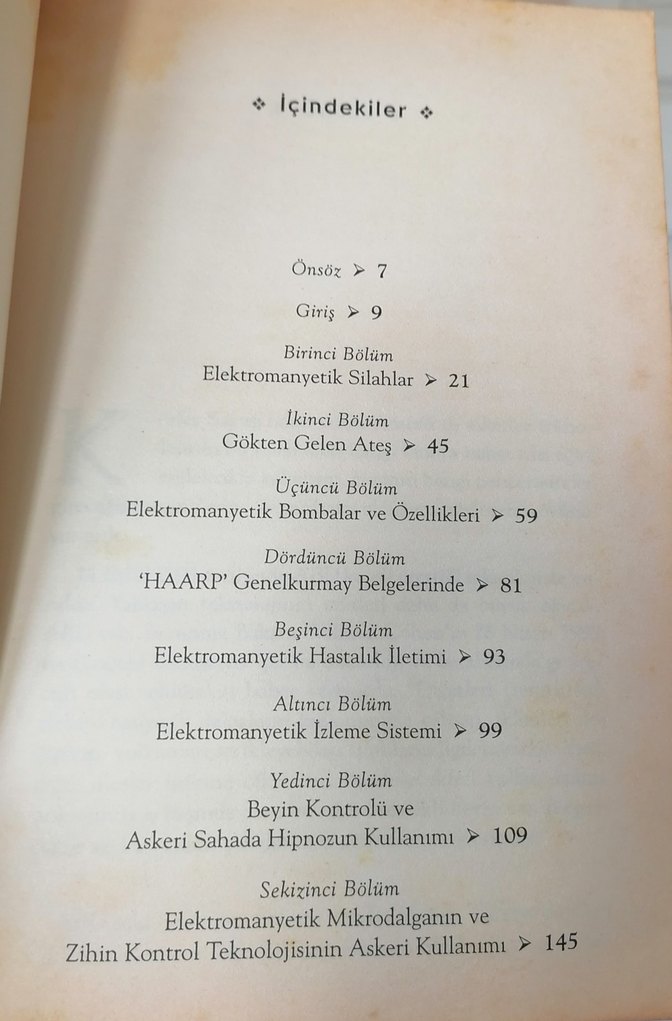 ❖ İçindekiler ❖
Önsöz ➢ 7
Giriş ➢ 9
Birinci Bölüm
Elektromanyetik Silahlar ➢ 21
İkinci Bölüm
Gökten Gelen Ateş ➢ 45
Üçüncü Bölüm
Elektromanyetik Bombalar ve Özellikleri ➢ 59
Dördüncü Bölüm
'HAARP' Genelkurmay Belgelerinde ➢ 81
Beşinci Bölüm
Elektromanyetik Hastalık İletimi ➢ 93
Altıncı Bölüm
Elektromanyetik İzleme Sistemi ➢ 99
Yedinci Bölüm
Beyin Kontrolü ve
Askeri Sahada Hipnozun Kullanımı ➢ 109
Sekizinci Bölüm
Elektromanyetik Mikrodalganın ve
Zihin Kontrol Teknolojisinin Askeri Kullanımı ➢ 145